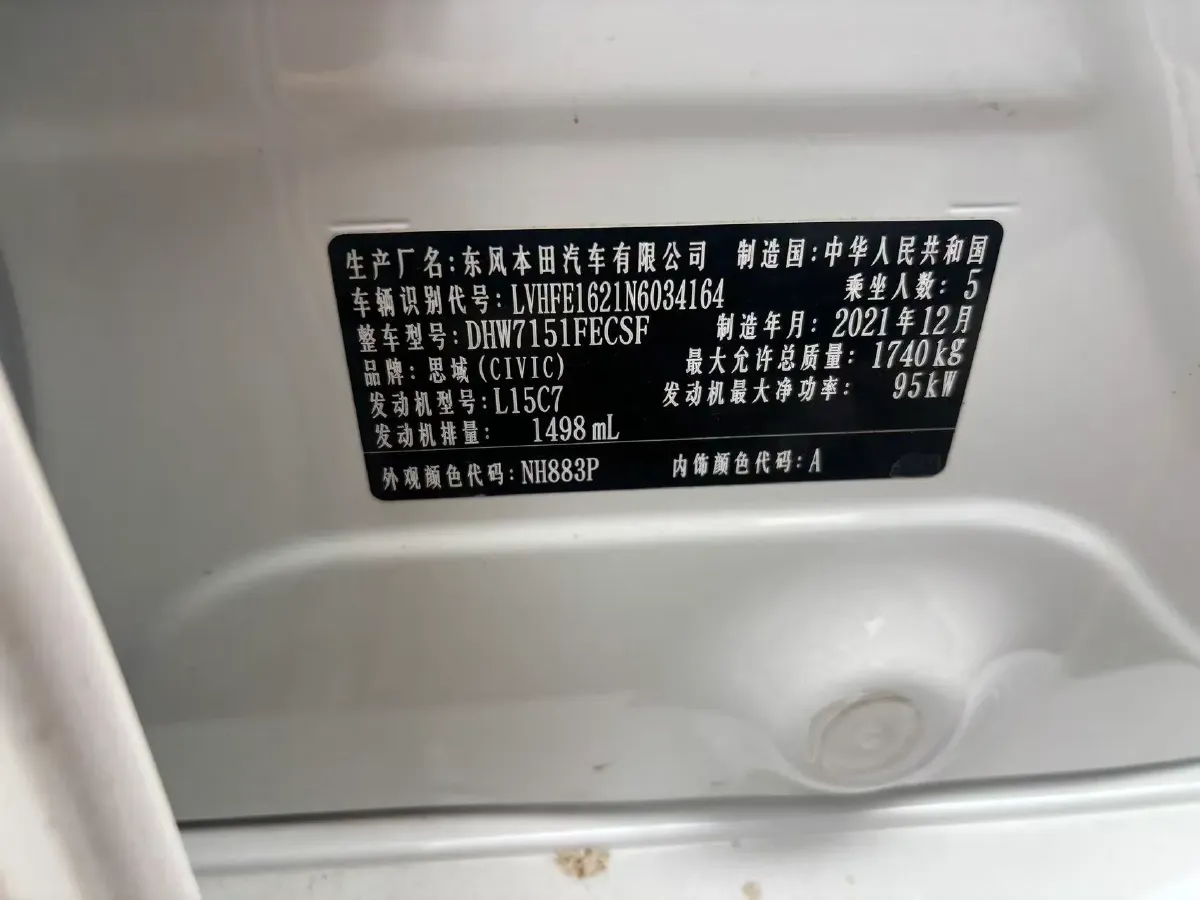 生产厂名:东风本田汽车有限公司 制造国:中华人民共和国
车辆识别代号:LVHFE1621N6034164 乘坐人数:5
整车型号:DHW7151FECSF 制造年月:2021年12月
品牌:思域(CIVIC) 最大允许总质量:1740kg
发动机型号:L15C7 发动机最大净功率:95kW
发动机排量:1498mL
外观颜色代码:NH883P 内饰颜色代码:A